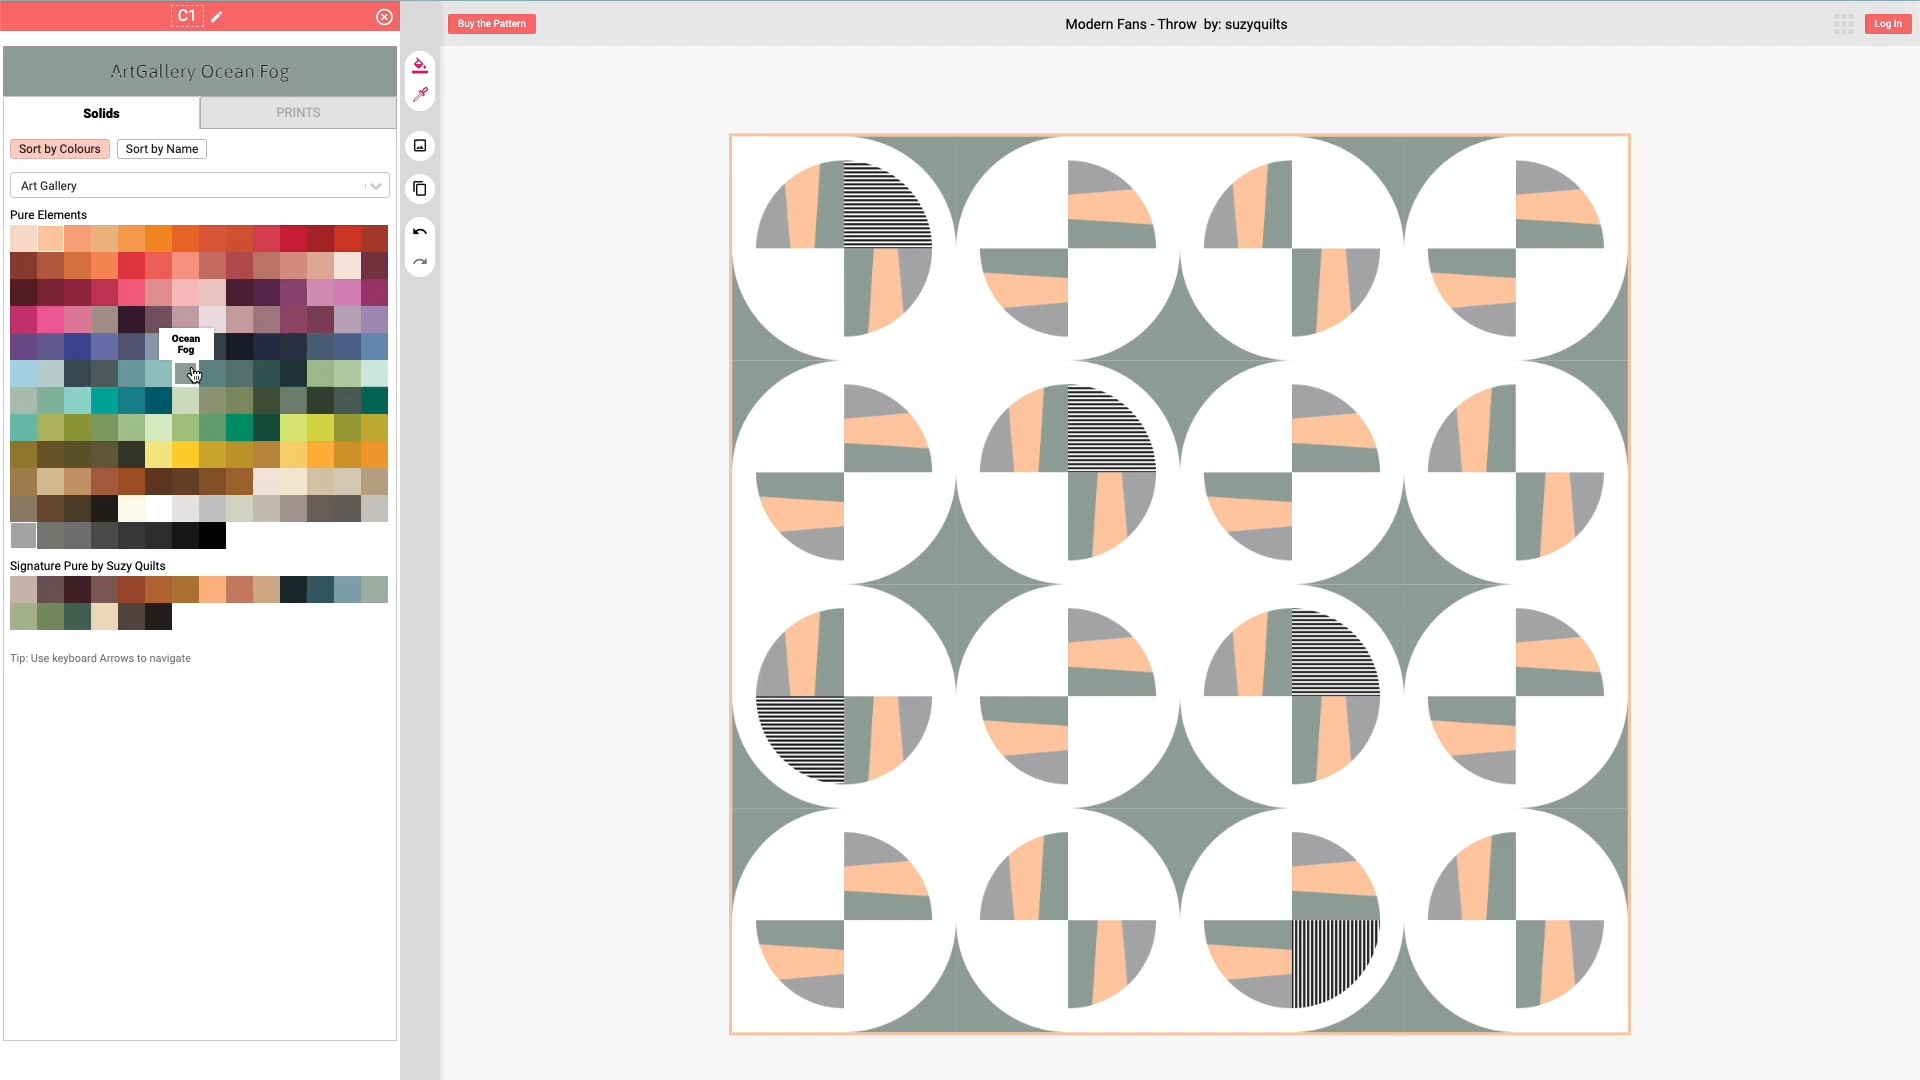 C1
Buy the Pattern
Modern Fans - Throw by: suzyquilts
Log In
ArtGallery Ocean Fog
Solids
PRINTS
Sort by Colours
Sort by Name
Art Gallery
Pure Elements
Ocean
Fog
Signature Pure by Suzy Quilts
Tip: Use keyboard Arrows to navigate